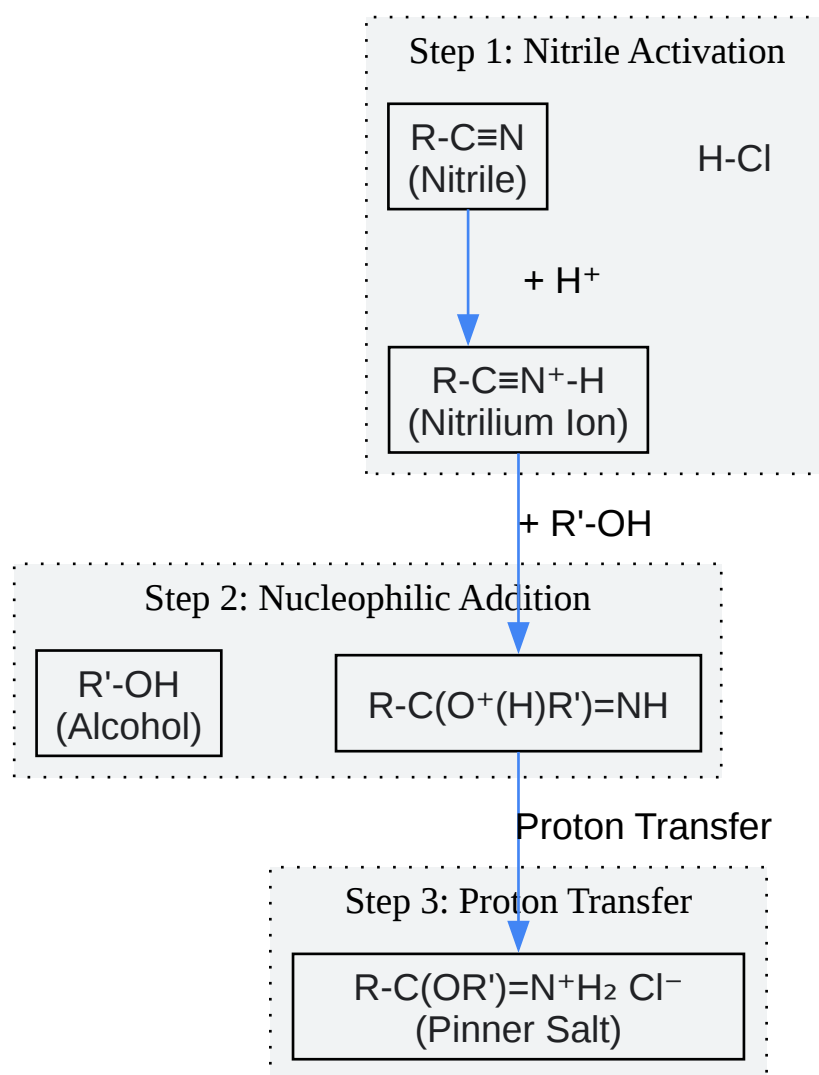 Step 1: Nitrile Activation
R-C≡N
(Nitrile)
H-Cl
+ H⁺
R-C≡N⁺-H
(Nitrilium Ion)
+ R'-OH
Step 2: Nucleophilic Addition
R'-OH
(Alcohol)
R-C(O⁺(H)R')=NH
Proton Transfer
Step 3: Proton Transfer
R-C(OR')=N⁺H₂ Cl⁻
(Pinner Salt)